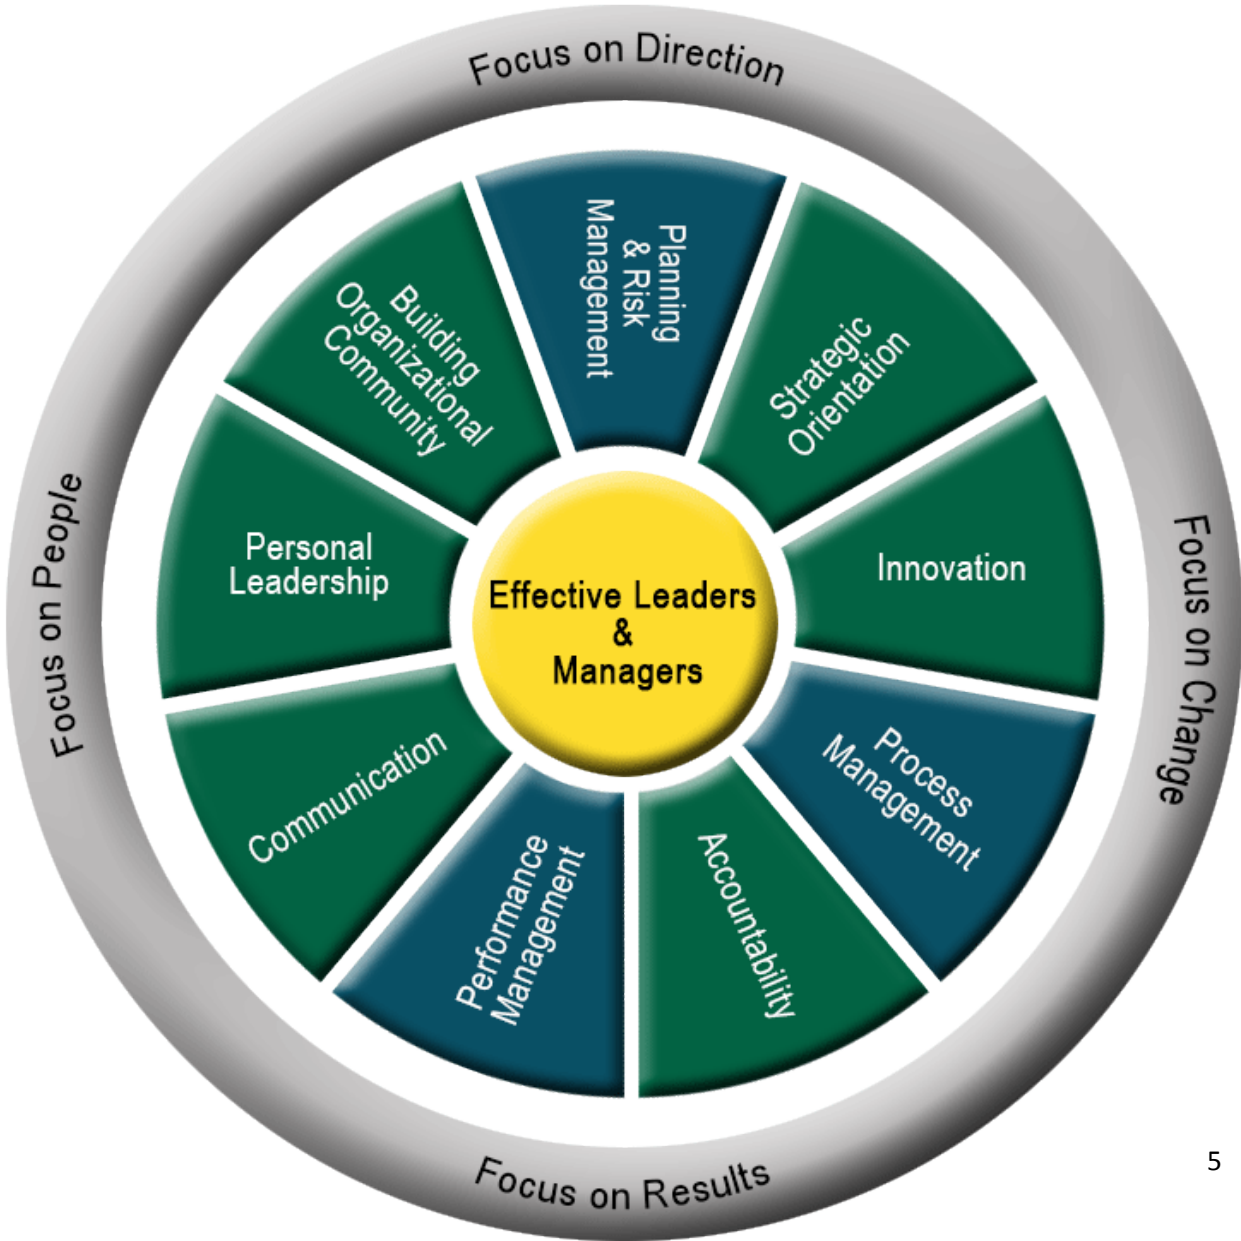 Focus on Direction
Planning
& Risk
Management
Strategic
Orientation
Innovation
Process
Management
Accountability
Performance
Management
Communication
Personal
Leadership
Building
Organizational
Community
Effective Leaders
&
Managers
Focus on People
Focus on Change
Focus on Results
5